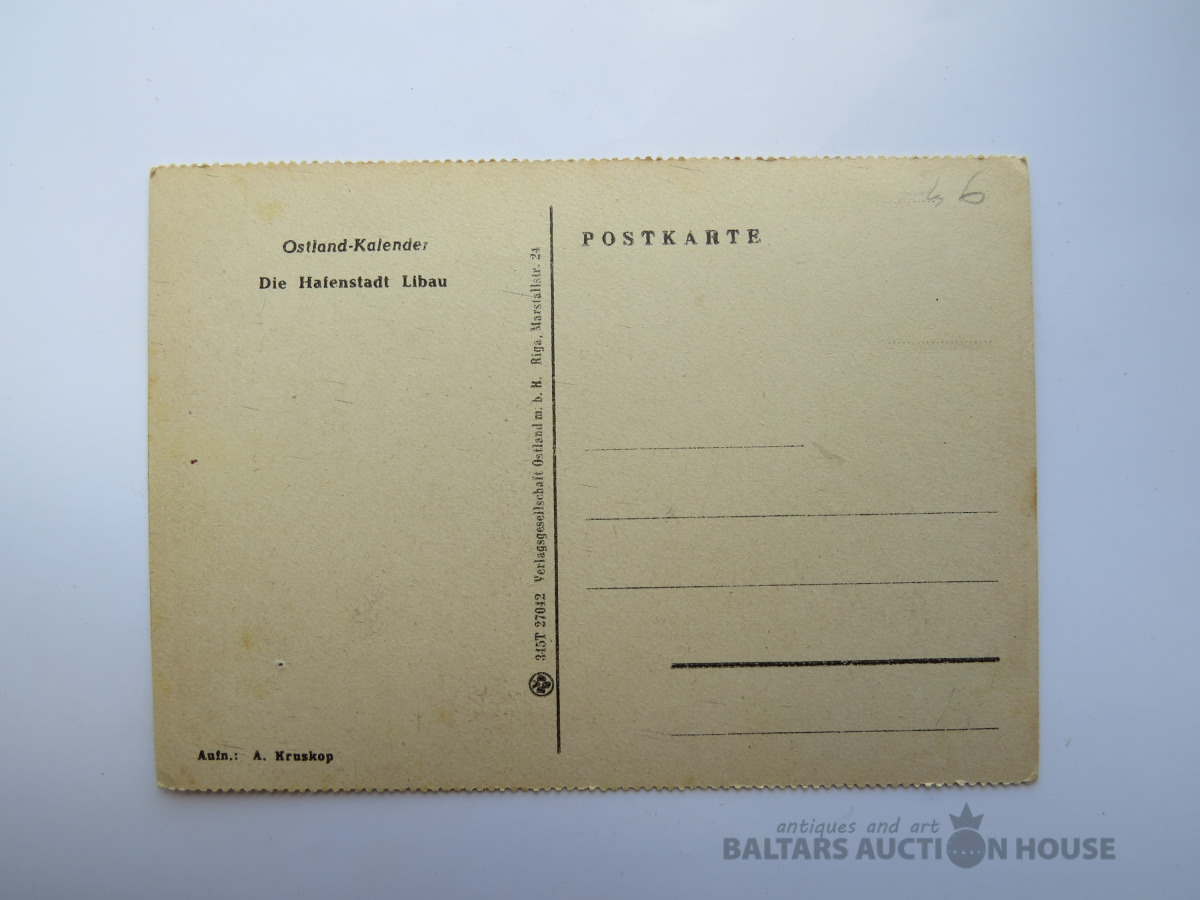 Ostland-Kalender
Die Hafenstadt Libau
Aufn.: A. Kruskop
345T 27042 Verlagsgesellschaft Ostland m. b. H. Riga, Marstallstr. 24
POSTKARTE
antiques and art
BALTARS AUCTION HOUSE